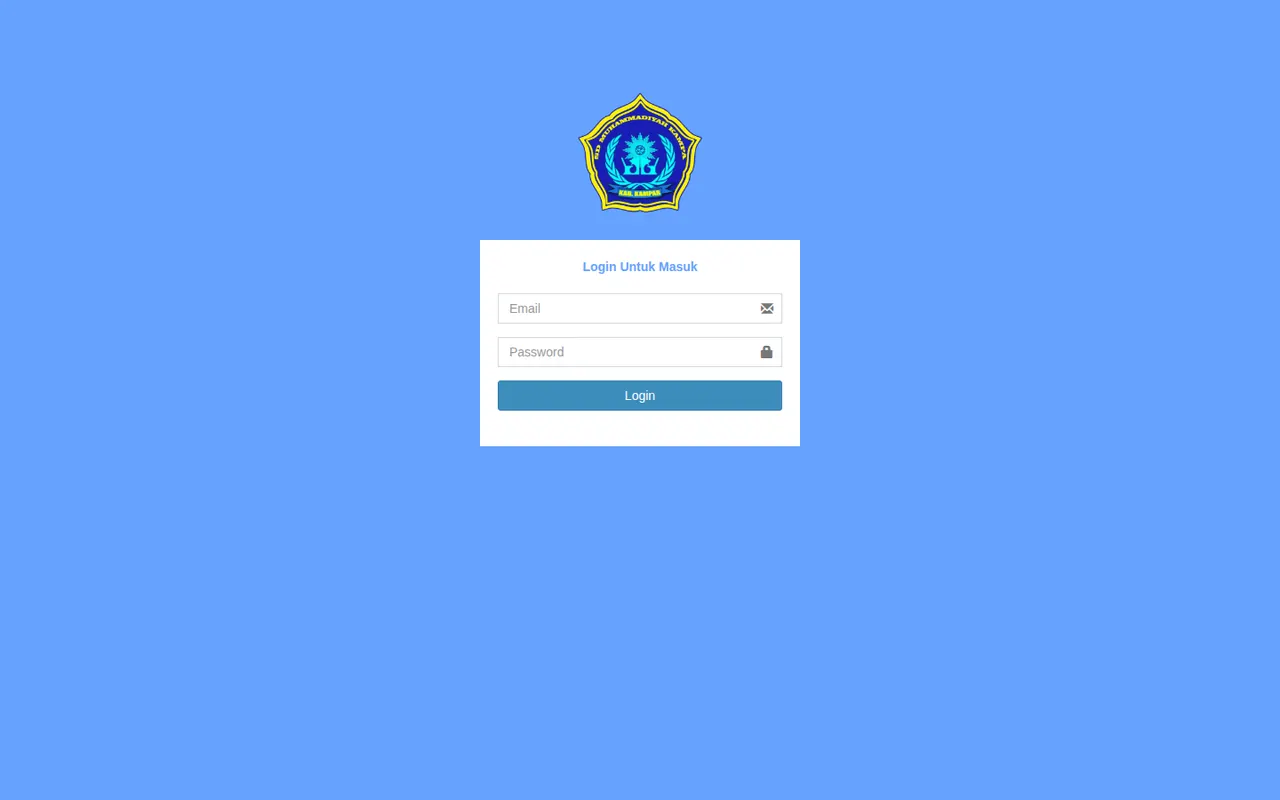 SD MUHAMMADIYAH KAMPA
KAB. KAMPAR
Login Untuk Masuk
Email
Password
Login